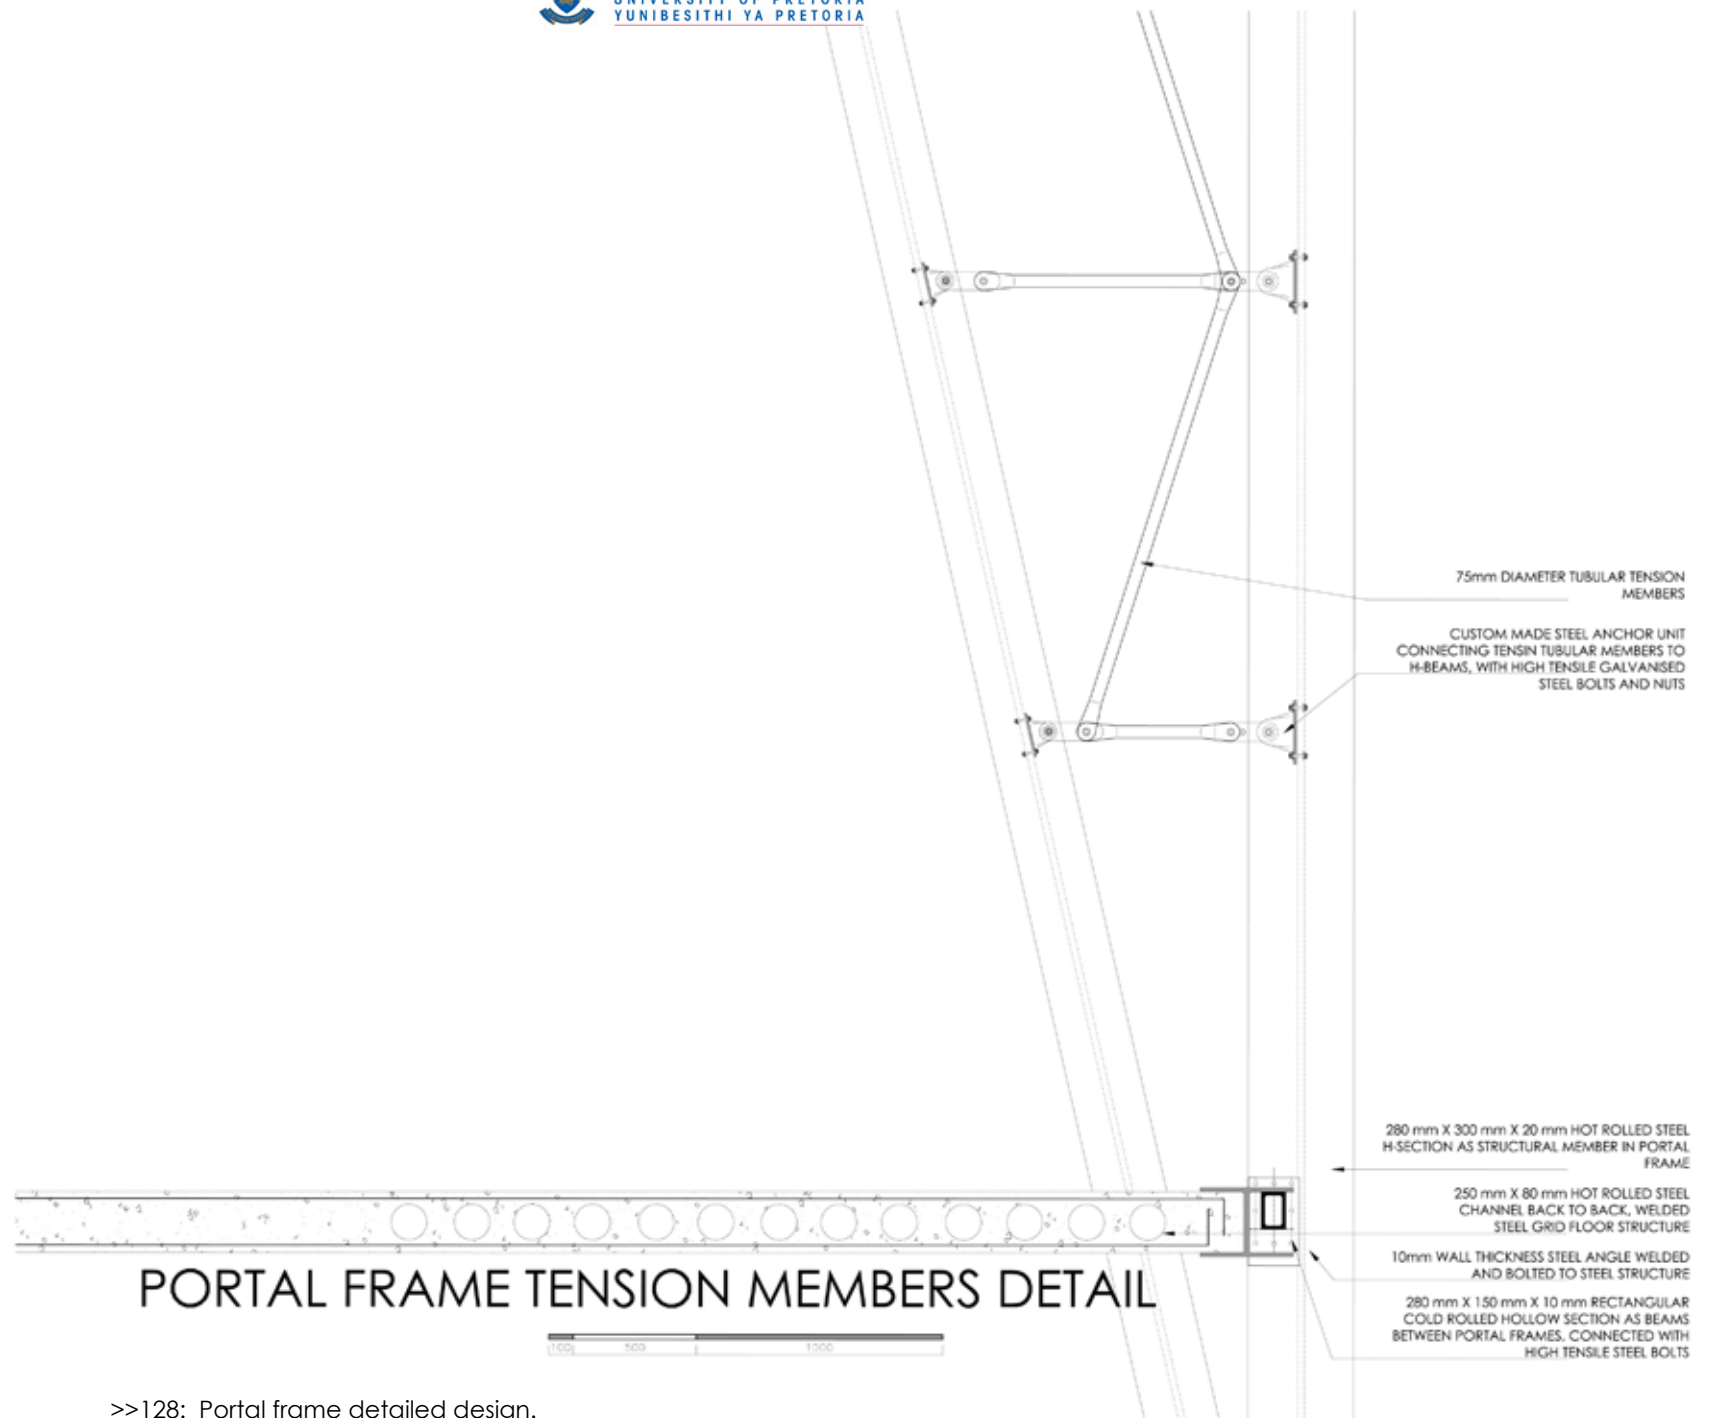 UNIVERSITY OF PRETORIA
YUNIBESITHI YA PRETORIA
75mm DIAMETER TUBULAR TENSION
MEMBERS
CUSTOM MADE STEEL ANCHOR UNIT
CONNECTING TENSIN TUBULAR MEMBERS TO
H-BEAMS, WITH HIGH TENSILE GALVANISED
STEEL BOLTS AND NUTS
280 mm X 300 mm X 20 mm HOT ROLLED STEEL
H-SECTION AS STRUCTURAL MEMBER IN PORTAL
FRAME
250 mm X 80 mm HOT ROLLED STEEL
CHANNEL BACK TO BACK, WELDED
STEEL GRID FLOOR STRUCTURE
10mm WALL THICKNESS STEEL ANGLE WELDED
AND BOLTED TO STEEL STRUCTURE
280 mm X 150 mm X 10 mm RECTANGULAR
COLD ROLLED HOLLOW SECTION AS BEAMS
BETWEEN PORTAL FRAMES, CONNECTED WITH
HIGH TENSILE STEEL BOLTS
PORTAL FRAME TENSION MEMBERS DETAIL
100 500 1000
>>128: Portal frame detailed design.